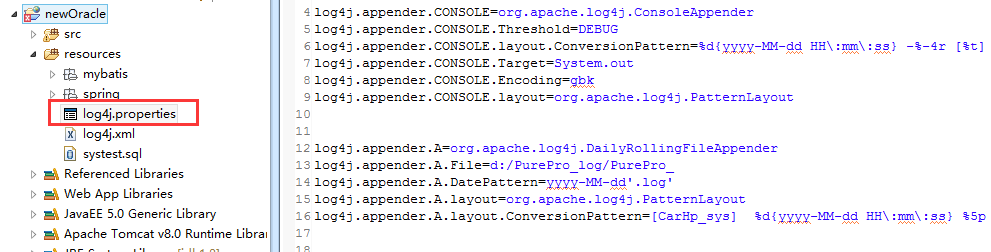 newOracle
src
resources
mybatis
spring
log4j.properties
log4j.xml
systest.sql
Referenced Libraries
Web App Libraries
JavaEE 5.0 Generic Library
Apache Tomcat v8.0 Runtime Librar
4 log4j.appender.CONSOLE=org.apache.log4j.ConsoleAppender
5 log4j.appender.CONSOLE.Threshold=DEBUG
6 log4j.appender.CONSOLE.layout.ConversionPattern=%d{yyyy-MM-dd HH\:mm\:ss} -%-4r [%t]
7 log4j.appender.CONSOLE.Target=System.out
8 log4j.appender.CONSOLE.Encoding=gbk
9 log4j.appender.CONSOLE.layout=org.apache.log4j.PatternLayout
10
11
12 log4j.appender.A=org.apache.log4j.DailyRollingFileAppender
13 log4j.appender.A.File=d:/PurePro_log/PurePro_
14 log4j.appender.A.DatePattern=yyyy-MM-dd'.log'
15 log4j.appender.A.layout=org.apache.log4j.PatternLayout
16 log4j.appender.A.layout.ConversionPattern=[CarHp_sys]  %d{yyyy-MM-dd HH\:mm\:ss} %5p
17